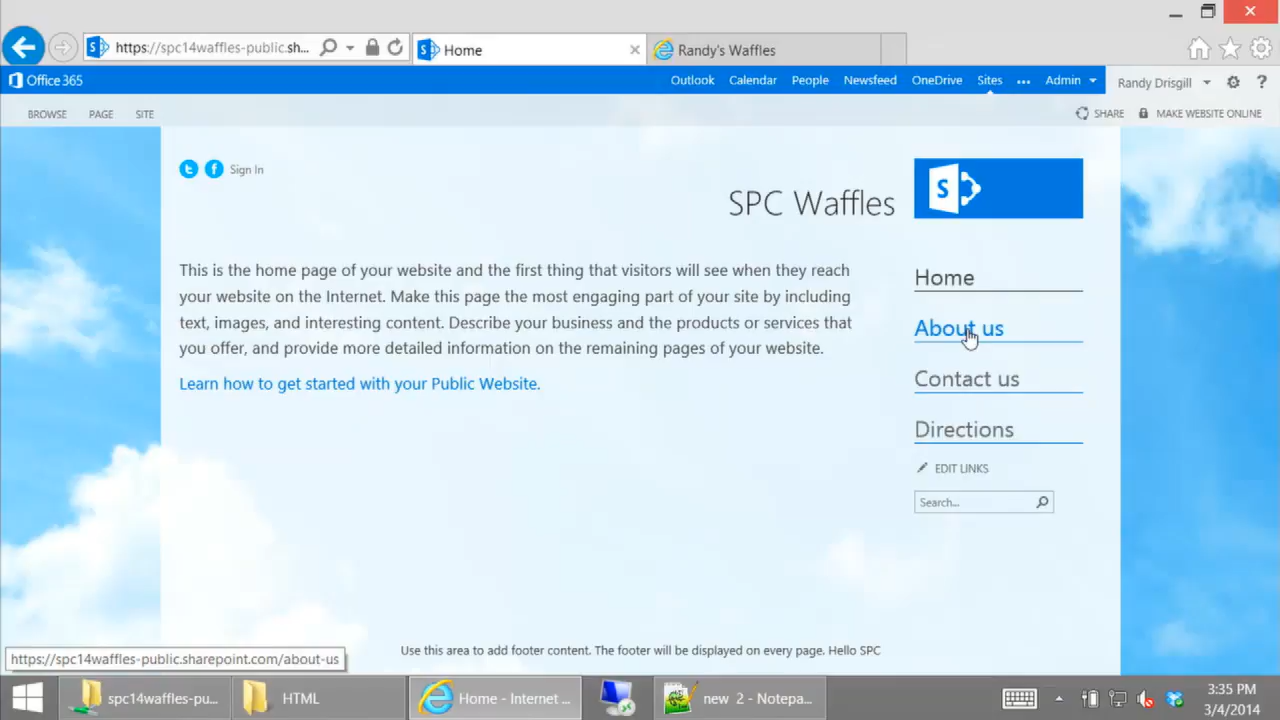 https://spc14waffles-public.sh...
Home
Randy's Waffles
Office 365
Outlook
Calendar
People
Newsfeed
OneDrive
Sites
Admin
Randy Drisgill
?
BROWSE
PAGE
SITE
SHARE
MAKE WEBSITE ONLINE
Sign In
SPC Waffles
S
This is the home page of your website and the first thing that visitors will see when they reach
your website on the Internet. Make this page the most engaging part of your site by including
text, images, and interesting content. Describe your business and the products or services that
you offer, and provide more detailed information on the remaining pages of your website.
Learn how to get started with your Public Website.
Home
About us
Contact us
Directions
EDIT LINKS
Search...
Use this area to add footer content. The footer will be displayed on every page. Hello SPC
https://spc14waffles-public.sharepoint.com/about-us
spc14waffles-pu...
HTML
Home - Internet ...
new 2 - Notepa...
3:35 PM
3/4/2014